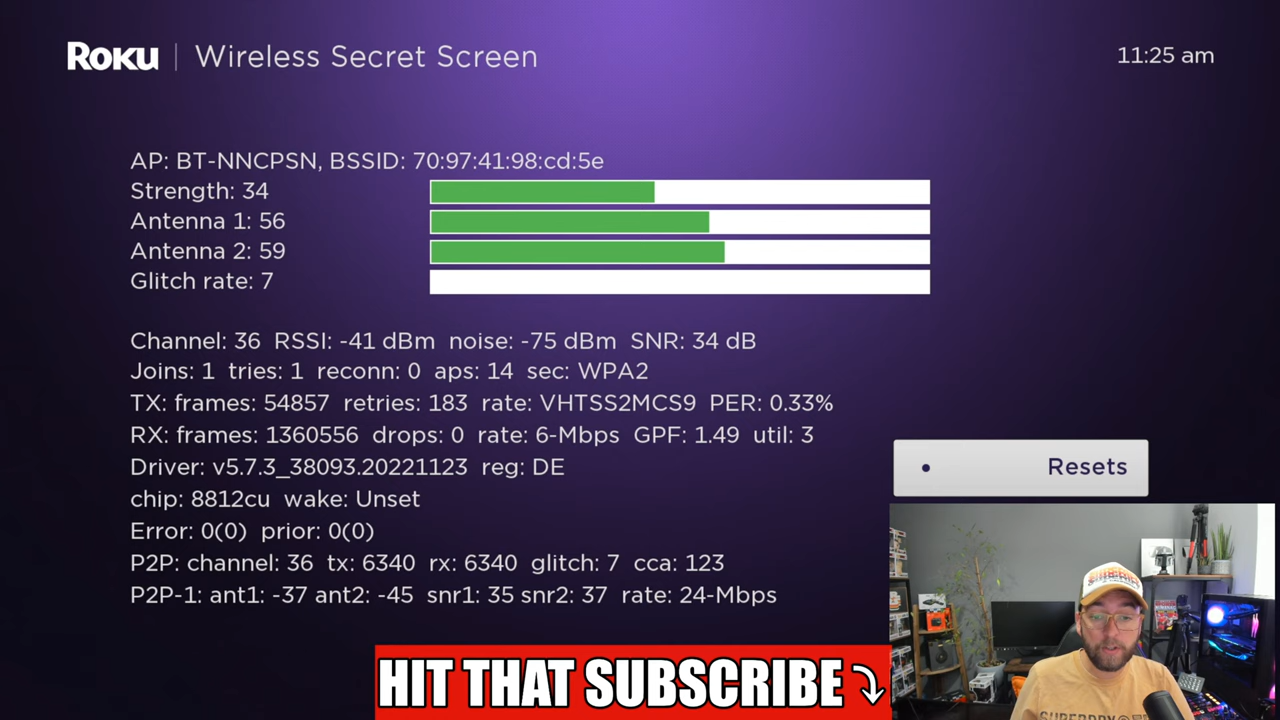 Roku | Wireless Secret Screen
11:25 am
AP: BT-NNCPSN, BSSID: 70:97:41:98:cd:5e
Strength: 34
Antenna 1: 56
Antenna 2: 59
Glitch rate: 7
Channel: 36 RSSI: -41 dBm noise: -75 dBm SNR: 34 dB
Joins: 1 tries: 1 reconn: 0 aps: 14 sec: WPA2
TX: frames: 54857 retries: 183 rate: VHTSS2MCS9 PER: 0.33%
RX: frames: 1360556 drops: 0 rate: 6-Mbps GPF: 1.49 util: 3
Driver: v5.7.3_38093.20221123 reg: DE
• Resets
chip: 8812cu wake: Unset
Error: 0(0) prior: 0(0)
P2P: channel: 36 tx: 6340 rx: 6340 glitch: 7 cca: 123
P2P-1: ant1: -37 ant2: -45 snr1: 35 snr2: 37 rate: 24-Mbps
HIT THAT SUBSCRIBE